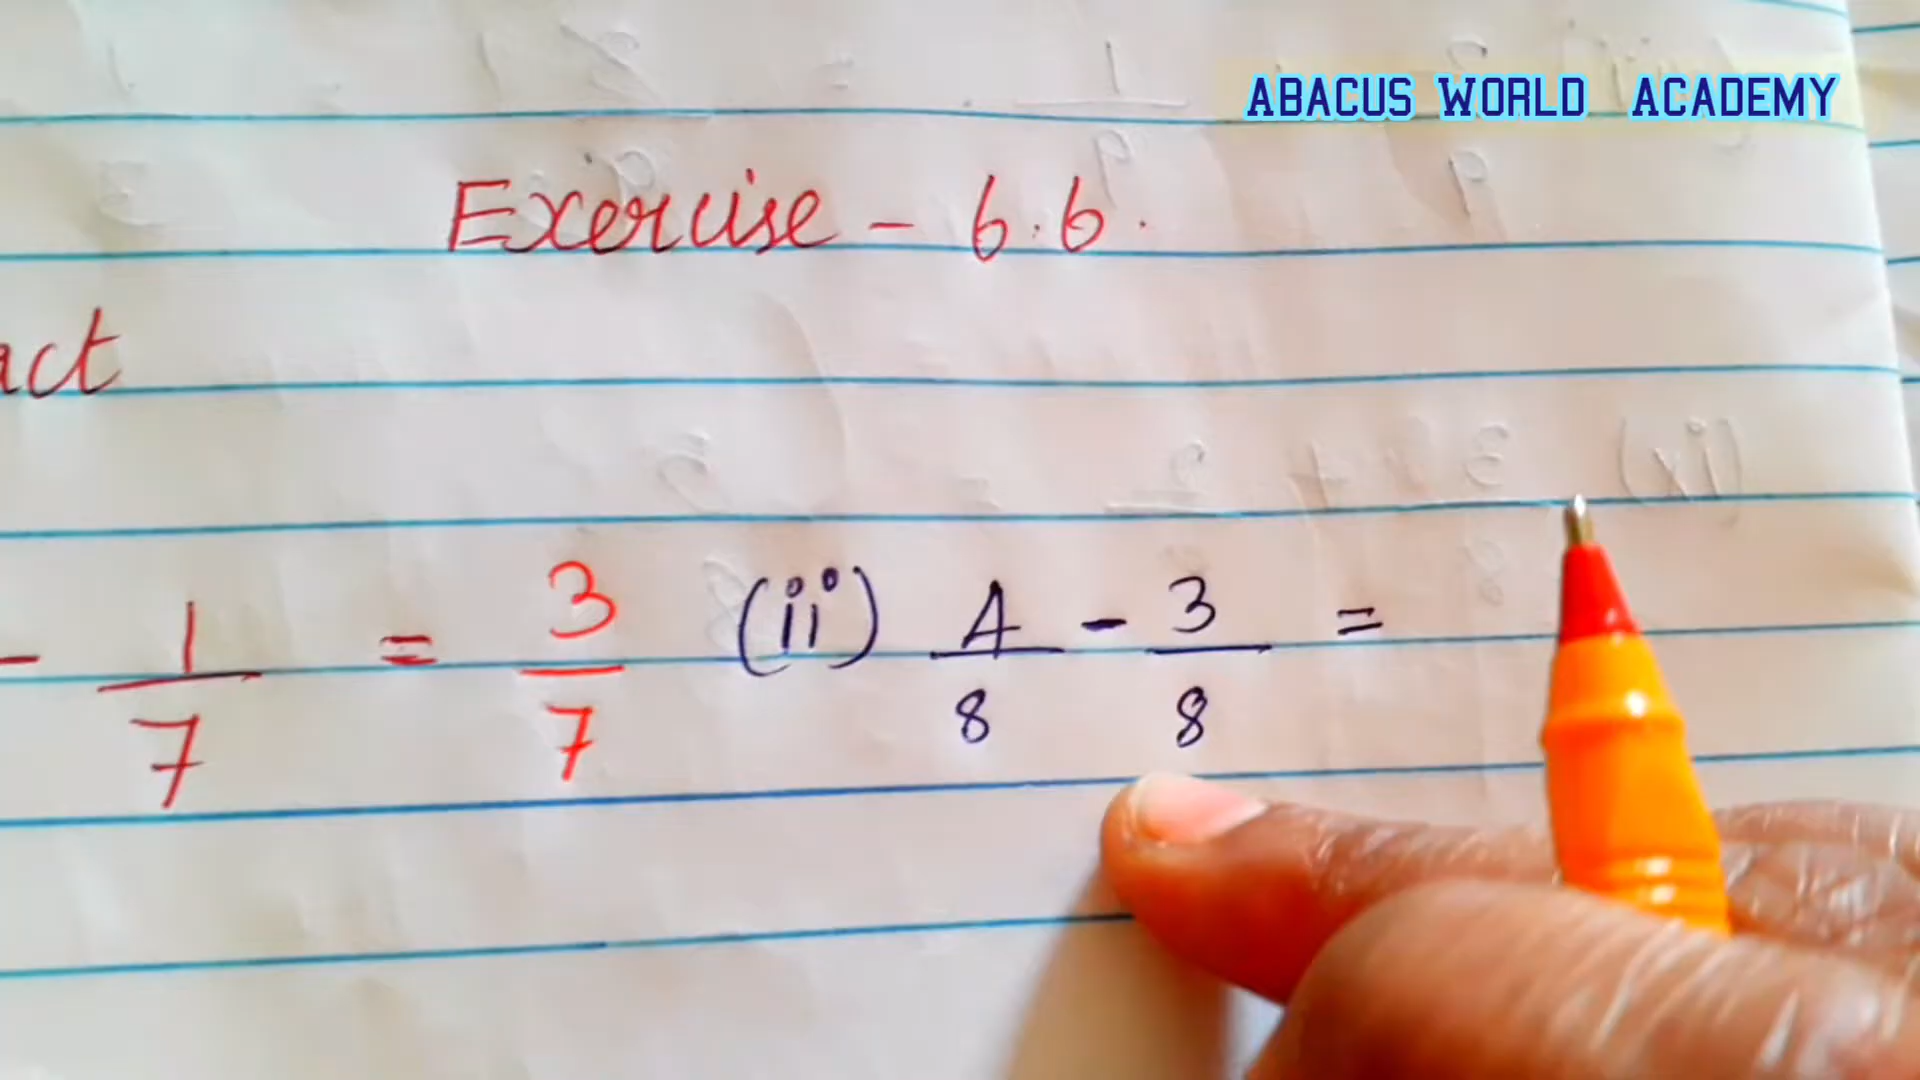 ABACUS WORLD ACADEMY
Exercise - 6.6.
act
- 1/7 = 3/7 (ii) 4/8 - 3/8 =